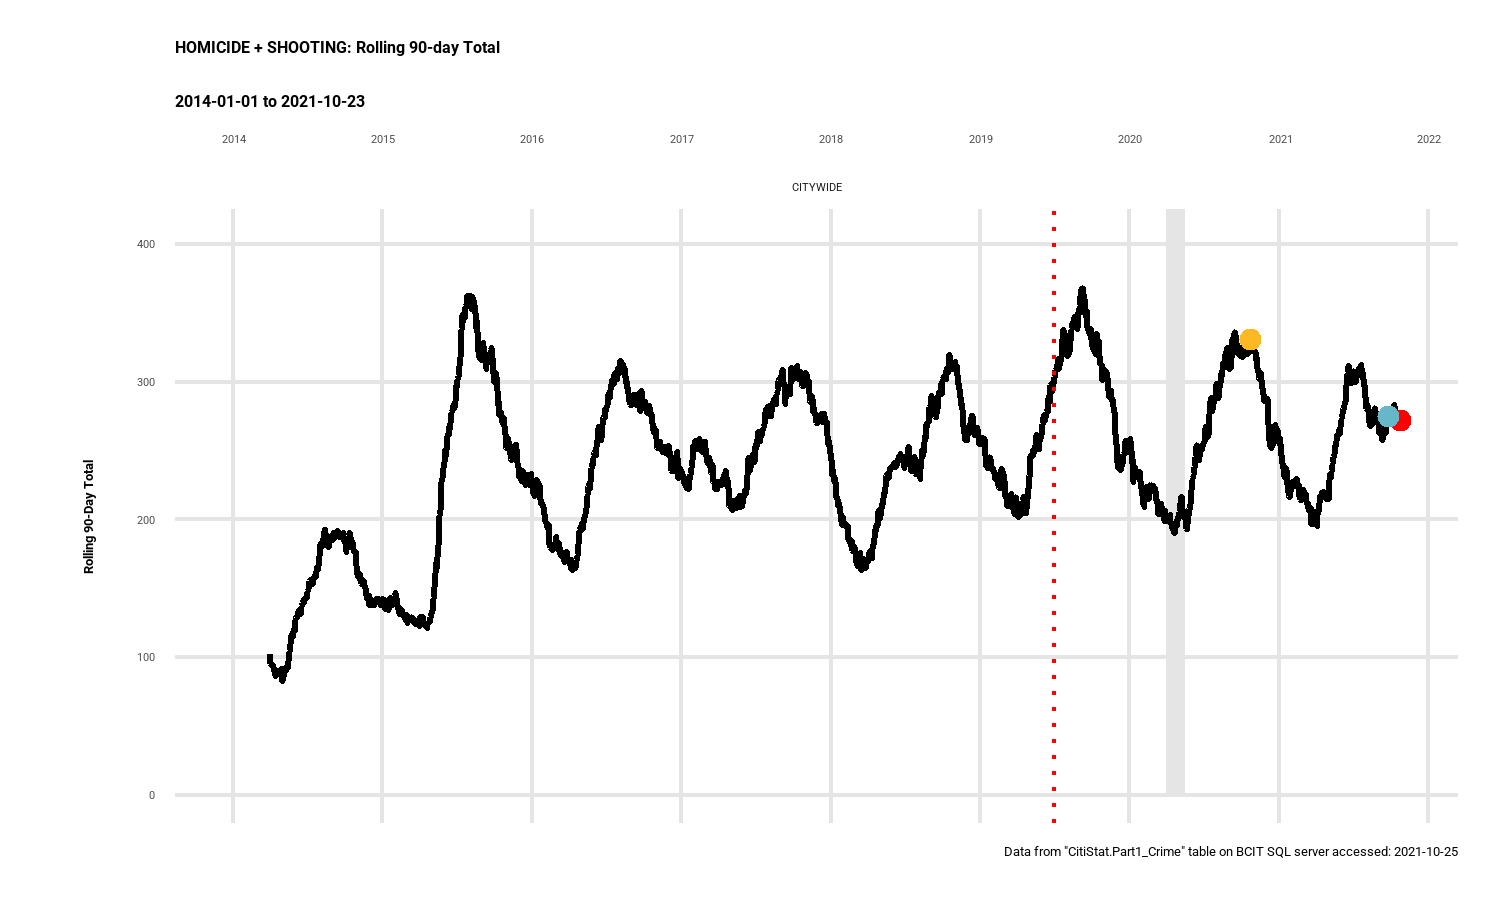 HOMICIDE + SHOOTING: Rolling 90-day Total
2014-01-01 to 2021-10-23
2014 2015 2016 2017 2018 2019 2020 2021 2022
CITYWIDE
400
300
200
100
0
Rolling 90-Day Total
Data from "CitiStat.Part1_Crime" table on BCIT SQL server accessed: 2021-10-25